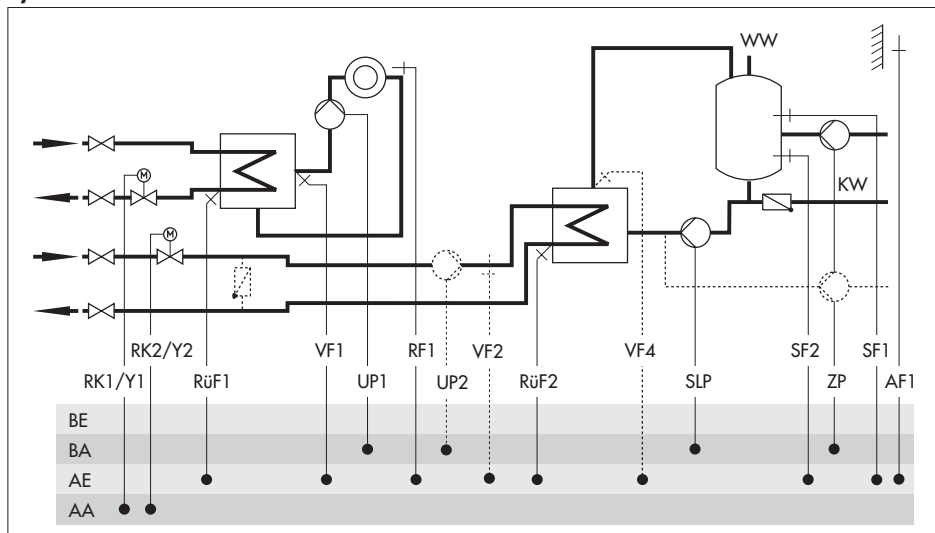 WW
M
KW
M
RK2/Y2 VF1 RF1 VF2 VF4 SF2 SF1
RK1/Y1 RüF1 UP1 UP2 RüF2 SLP ZP AF1
BE
BA
AE
AA